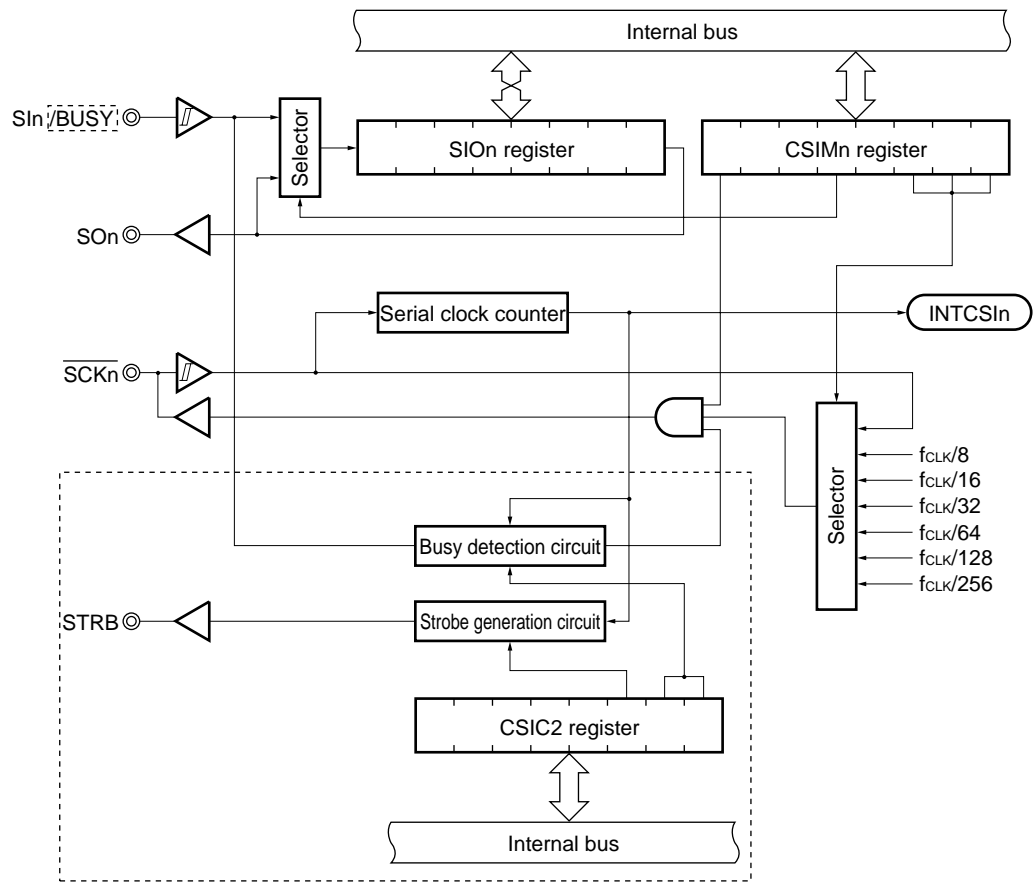 Internal bus
SIn/BUSY
Selector
SIOn register
CSIMn register
SOn
Serial clock counter
INTCSIn
SCKn
Selector
fCLK/8
fCLK/16
fCLK/32
fCLK/64
fCLK/128
fCLK/256
Busy detection circuit
STRB
Strobe generation circuit
CSIC2 register
Internal bus